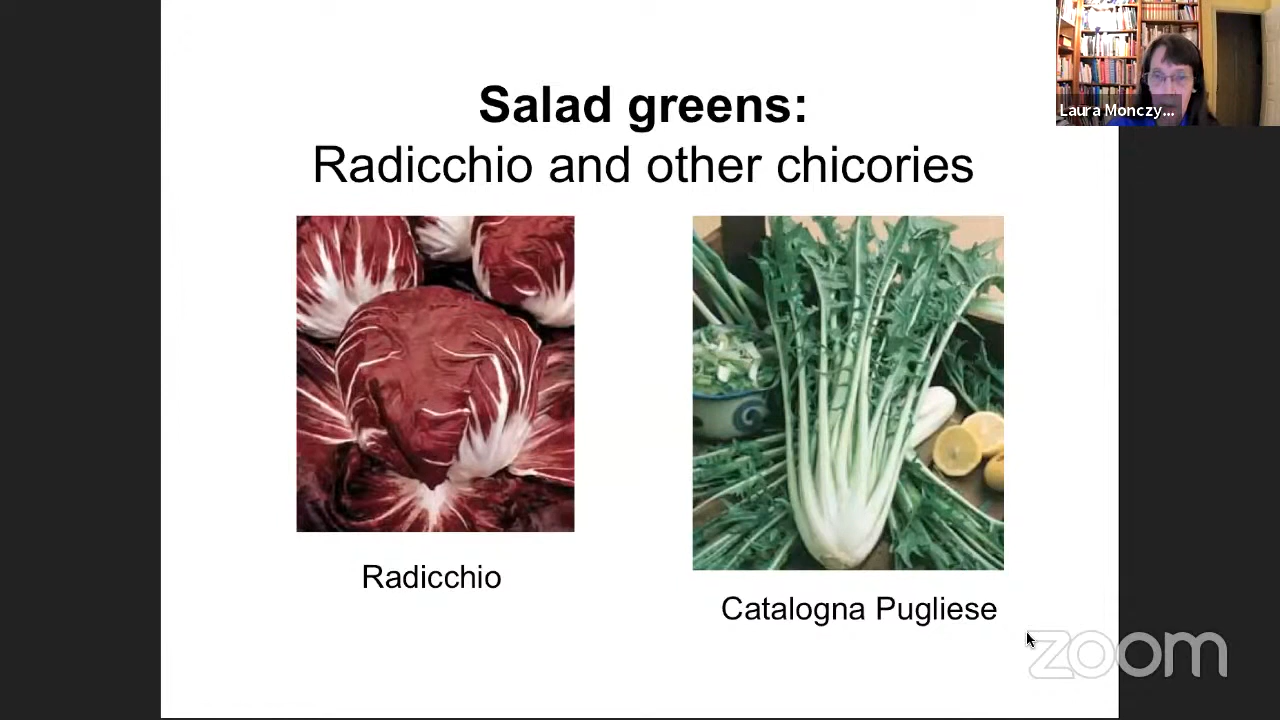 Salad greens:
Radicchio and other chicories
Laura Monczy...
Radicchio
Catalogna Pugliese
zoom